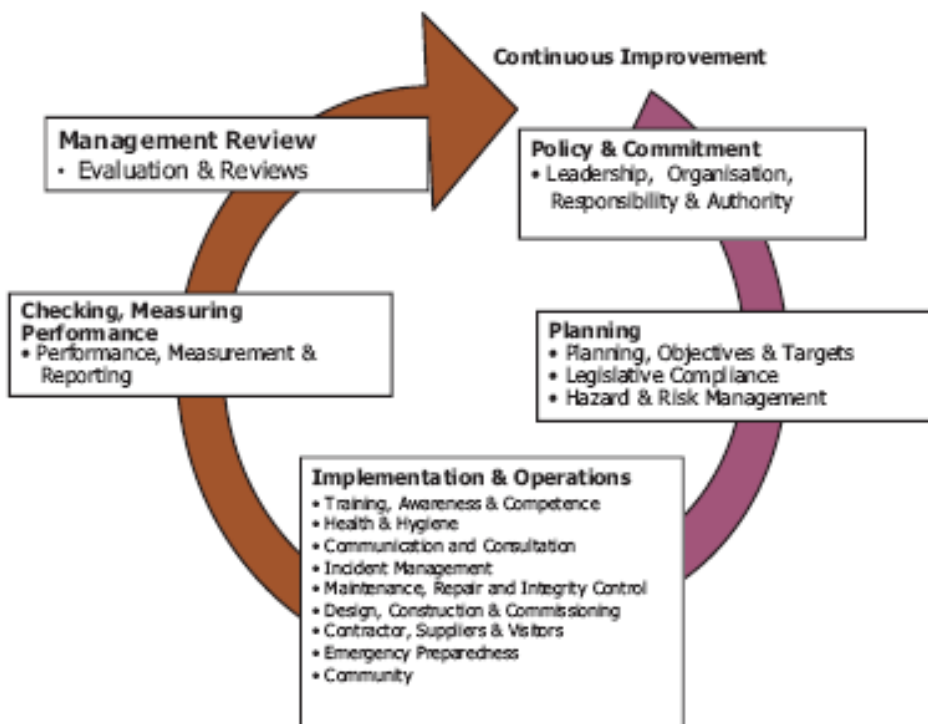 Continuous Improvement
Management Review
· Evaluation & Reviews
Policy & Commitment
• Leadership, Organisation,
Responsibility & Authority
Checking, Measuring
Performance
• Performance, Measurement &
Reporting
Planning
• Planning, Objectives & Targets
• Legislative Compliance
• Hazard & Risk Management
Implementation & Operations
• Training, Awareness & Competence
• Health & Hygiene
• Communication and Consultation
• Incident Management
• Maintenance, Repair and Integrity Control
• Design, Construction & Commissioning
• Contractor, Suppliers & Visitors
• Emergency Preparedness
• Community